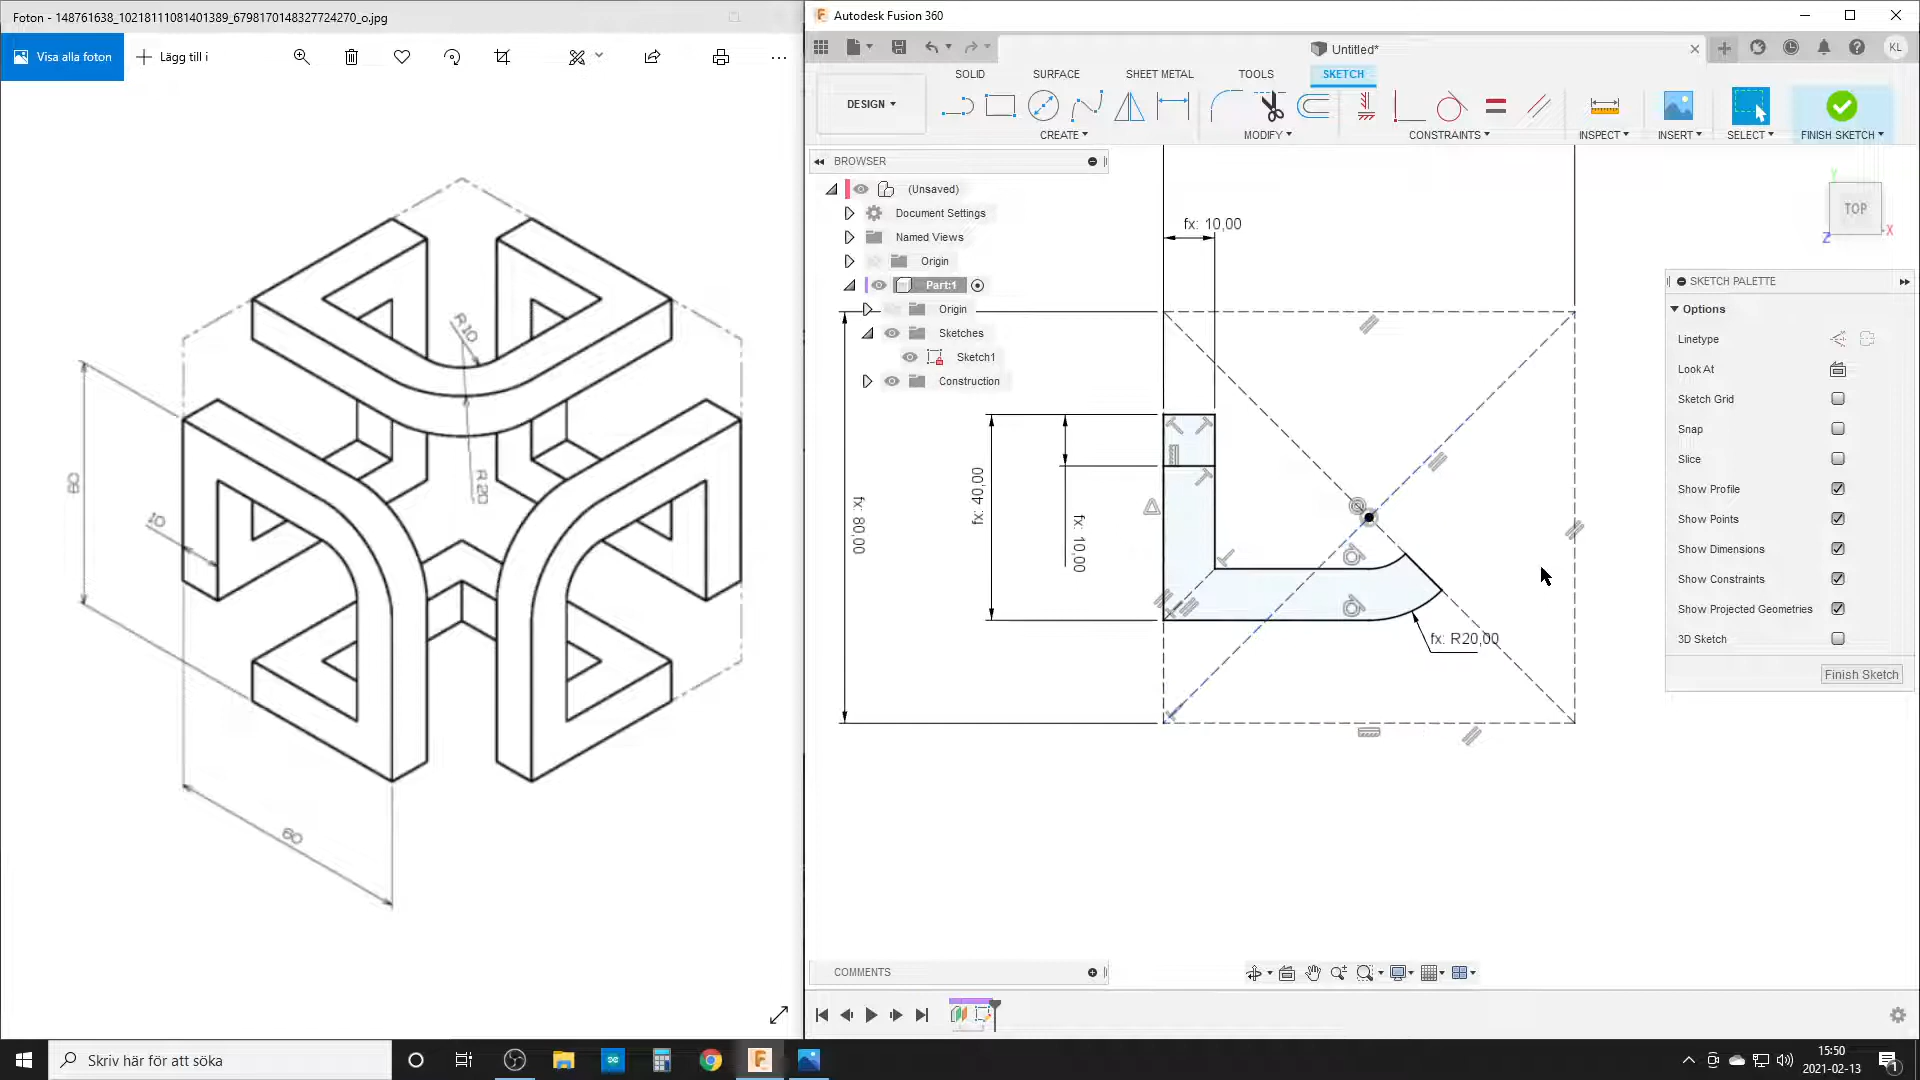 Foton - 148761638_10218111081401389_6798170148327724270_o.jpg
Visa alla foton
Lägg till i
R10
R20
60
10
60
Autodesk Fusion 360
Untitled*
KL
DESIGN
SOLID
SURFACE
SHEET METAL
TOOLS
SKETCH
CREATE
MODIFY
CONSTRAINTS
INSPECT
INSERT
SELECT
FINISH SKETCH
BROWSER
(Unsaved)
Document Settings
Named Views
Origin
Part:1
Origin
Sketches
Sketch1
Construction
fx: 10,00
fx: 80,00
fx: 40,00
fx: 10,00
fx: R20,00
Y
TOP
Z
X
SKETCH PALETTE
Options
Linetype
Look At
Sketch Grid
Snap
Slice
Show Profile
Show Points
Show Dimensions
Show Constraints
Show Projected Geometries
3D Sketch
Finish Sketch
COMMENTS
Skriv här för att söka
15:50
2021-02-13
1